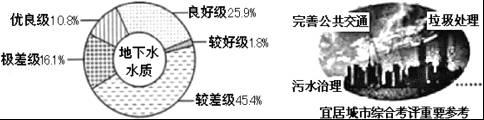 优良级10.8%
良好级25.9%
较好级1.8%
极差级16.1%
地下水
水质
较差级45.4%
完善公共交通
垃圾处理
污水治理
……
宜居城市综合考评重要参考